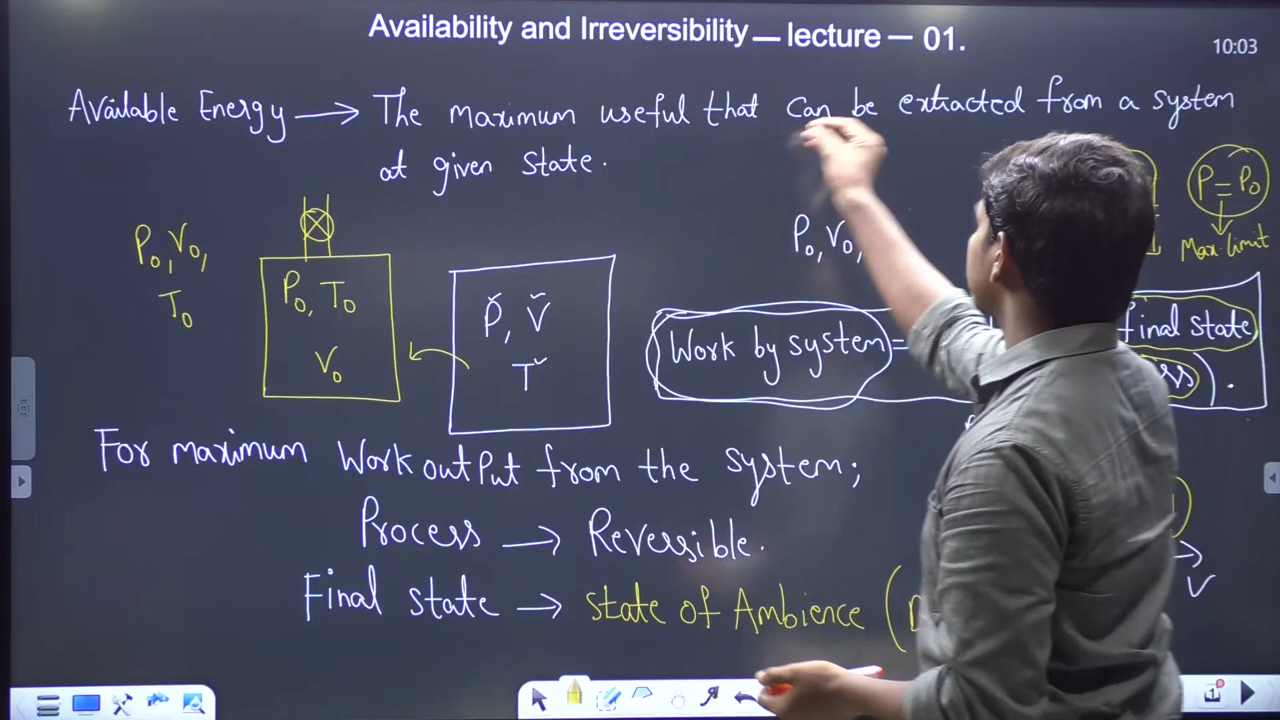 Availability and Irreversibility — lecture — 01.
10:03
Available Energy → The maximum useful that can be extracted from a system
at given state.
P = P0
Max. limit
P0, V0,
T0
P0, T0
V0
P, V
T
P0, V0,
Work by system =
final state
ss).
For maximum Work output from the system;
Process → Reversible.
Final state → state of Ambience (
V